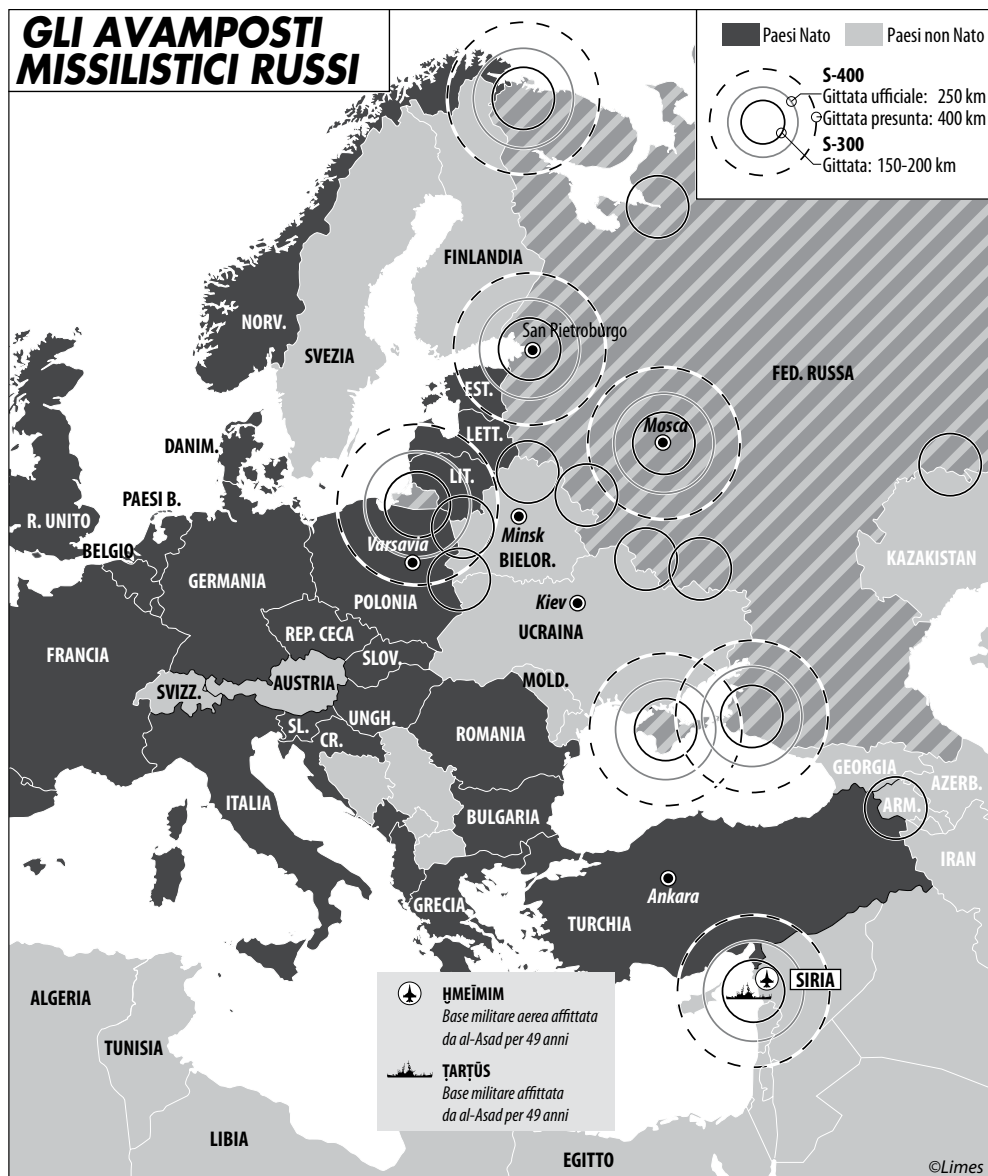 GLI AVAMPOSTI
MISSILISTICI RUSSI
Paesi Nato
Paesi non Nato
S-400
Gittata ufficiale: 250 km
Gittata presunta: 400 km
S-300
Gittata: 150-200 km
FINLANDIA
NORV.
SVEZIA
San Pietroburgo
FED. RUSSA
EST.
Mosca
LETT.
DANIM.
LIT.
PAESI B.
R. UNITO
Minsk
BELGIO
Varsavia
BIELOR.
KAZAKISTAN
GERMANIA
POLONIA
Kiev
REP. CECA
UCRAINA
FRANCIA
SLOV.
MOLD.
SVIZZ.
AUSTRIA
UNGH.
SL.
CR.
ROMANIA
GEORGIA
AZERB.
ITALIA
BULGARIA
ARM.
IRAN
GRECIA
Ankara
TURCHIA
SIRIA
ALGERIA
ḤMEĪMIM
Base militare aerea affittata
da al-Asad per 49 anni
TUNISIA
ṬARṬŪS
Base militare affittata
da al-Asad per 49 anni
LIBIA
EGITTO
©Limes